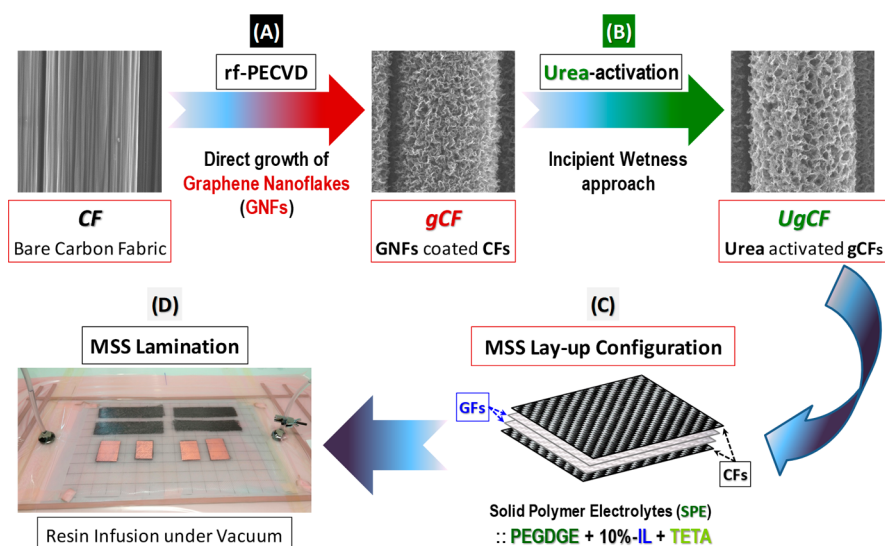 (A)
rf-PECVD
Direct growth of
Graphene Nanoflakes
(GNFs)
(B)
Urea-activation
Incipient Wetness
approach
CF
Bare Carbon Fabric
gCF
GNFs coated CFs
UgCF
Urea activated gCFs
(C)
MSS Lay-up Configuration
GFs
CFs
Solid Polymer Electrolytes (SPE)
:: PEGDGE + 10%-IL + TETA
(D)
MSS Lamination
Resin Infusion under Vacuum